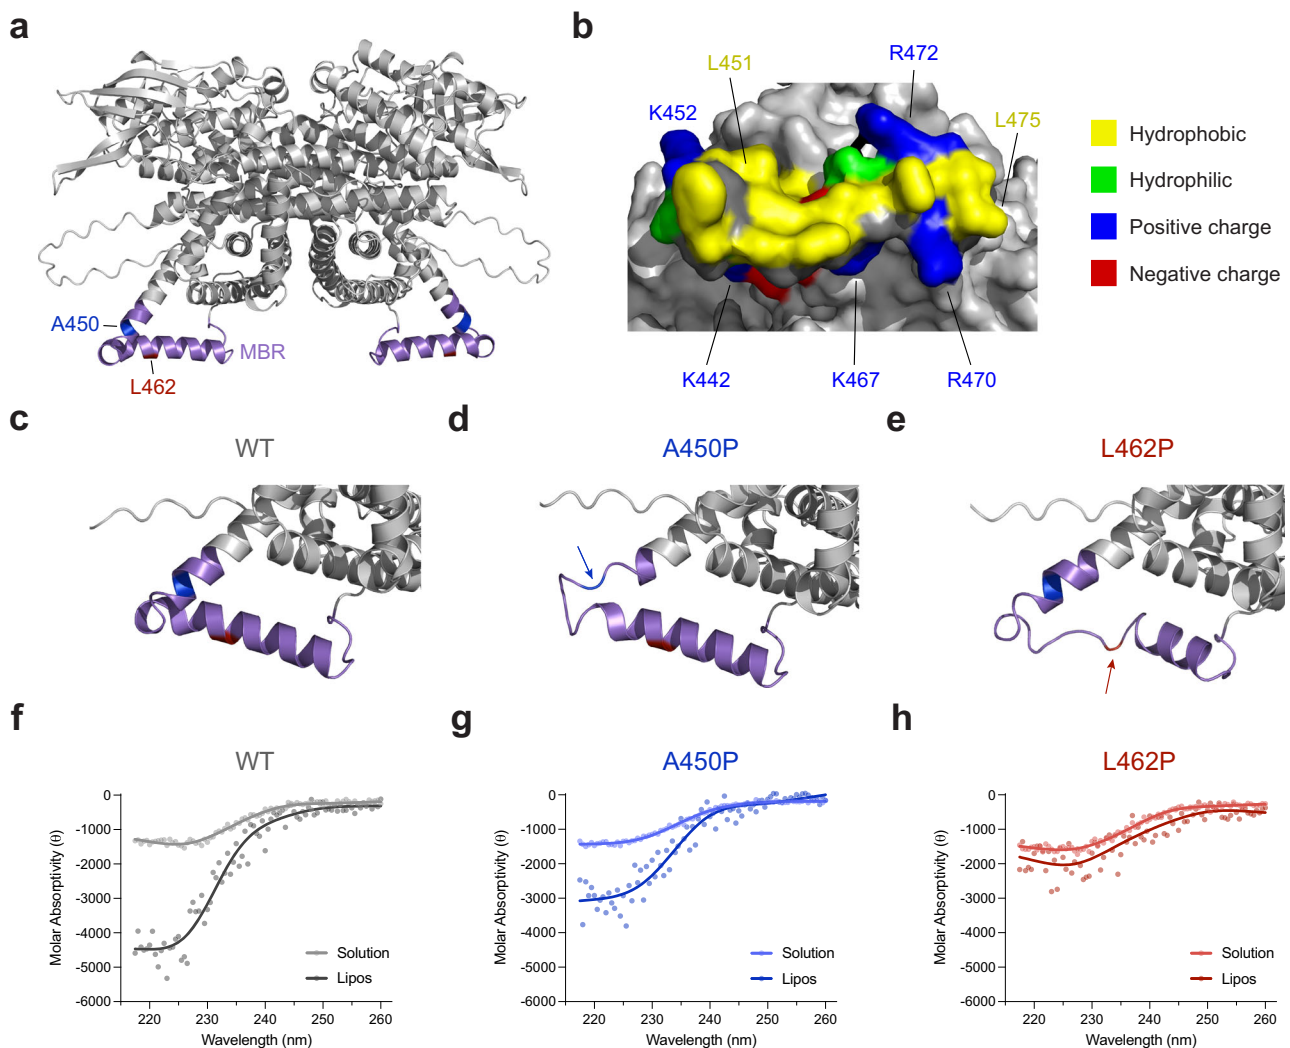 a
A450
MBR
L462
b
L451
R472
K452
L475
K442
K467
R470
Hydrophobic
Hydrophilic
Positive charge
Negative charge
c
WT
d
A450P
e
L462P
f
WT
0
-1000
-2000
-3000
-4000
-5000
-6000
Molar Absorptivity (θ)
Solution
Lipos
220 230 240 250 260
Wavelength (nm)
g
A450P
0
-1000
-2000
-3000
-4000
-5000
-6000
Molar Absorptivity (θ)
Solution
Lipos
220 230 240 250 260
Wavelength (nm)
h
L462P
0
-1000
-2000
-3000
-4000
-5000
-6000
Molar Absorptivity (θ)
Solution
Lipos
220 230 240 250 260
Wavelength (nm)